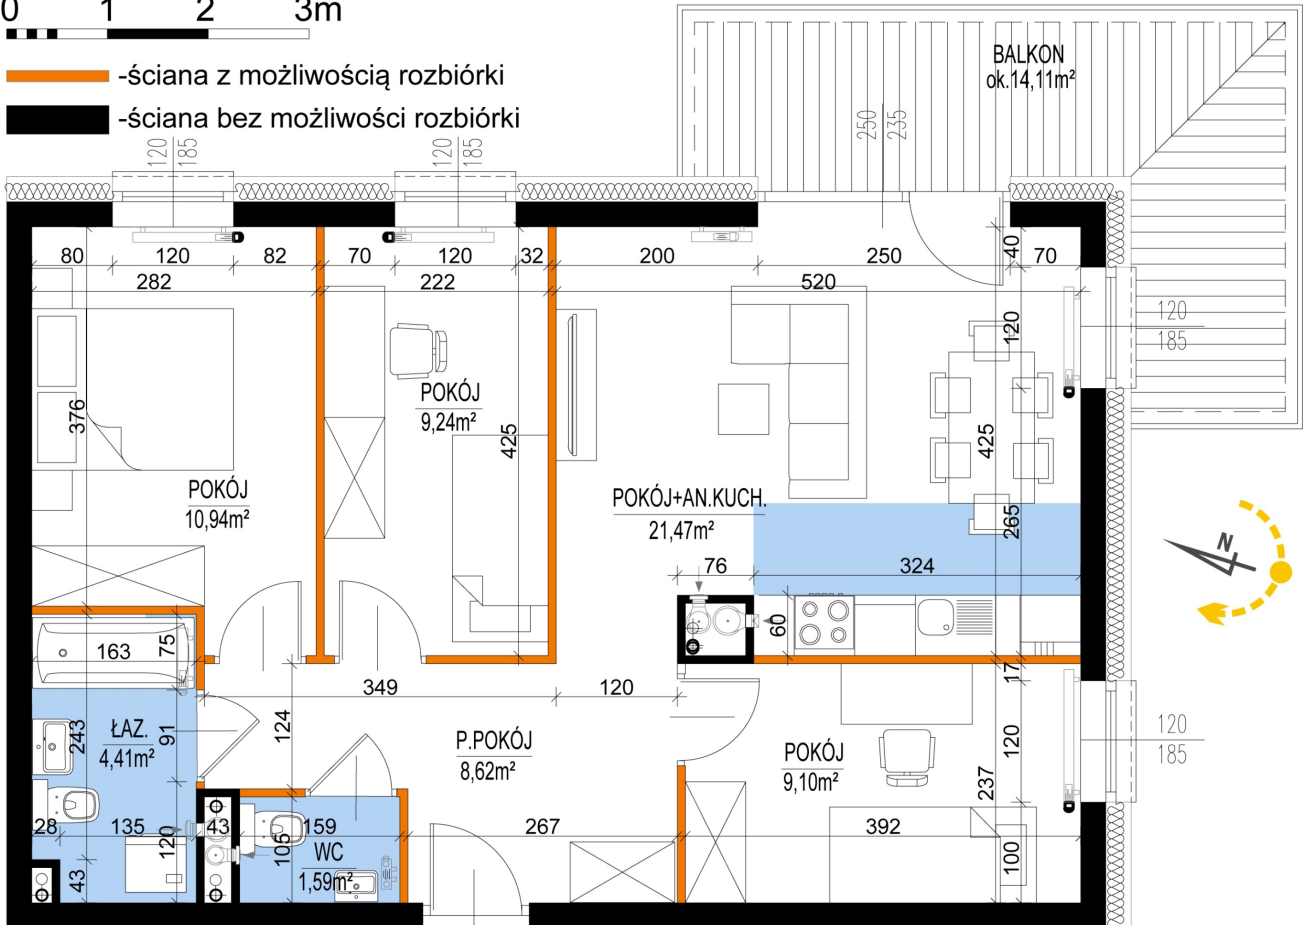 0 1 2 3m
-ściana z możliwością rozbiórki
-ściana bez możliwości rozbiórki
BALKON
ok.14,11m²
250
235
120
185
120
185
80 120 82 70 120 32 200 250 40 70
282 222 520
120
120
185
376
425
425
POKÓJ
9,24m²
POKÓJ
10,94m²
POKÓJ+AN.KUCH.
21,47m²
265
N
76 324
60
163
75
17
349 120
243
91
124
ŁAZ.
4,41m²
P.POKÓJ
8,62m²
POKÓJ
9,10m²
120
237
120
185
28 135 43 159 267 392
120
105
43
100
WC
1,59m²